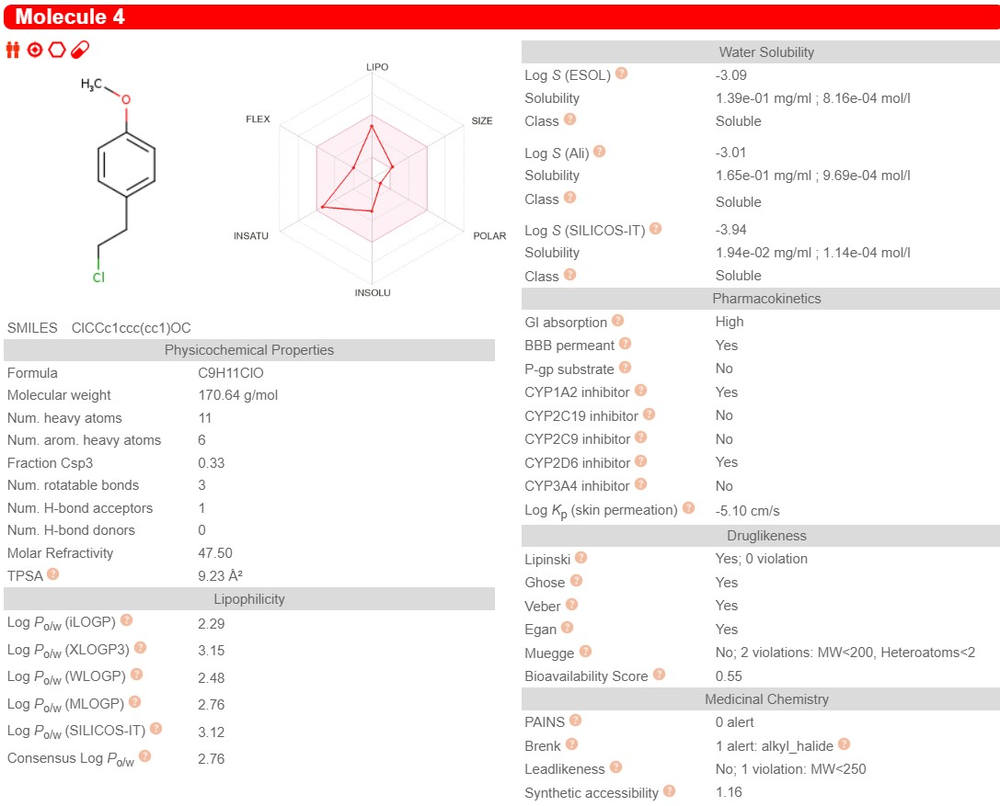 Molecule 4
H3C
O
Cl
LIPO
FLEX
SIZE
INSATU
POLAR
INSOLU
SMILES ClCCc1ccc(cc1)OC
Physicochemical Properties
Formula C9H11ClO
Molecular weight 170.64 g/mol
Num. heavy atoms 11
Num. arom. heavy atoms 6
Fraction Csp3 0.33
Num. rotatable bonds 3
Num. H-bond acceptors 1
Num. H-bond donors 0
Molar Refractivity 47.50
TPSA ? 9.23 Å²
Lipophilicity
Log Po/w (iLOGP) ? 2.29
Log Po/w (XLOGP3) ? 3.15
Log Po/w (WLOGP) ? 2.48
Log Po/w (MLOGP) ? 2.76
Log Po/w (SILICOS-IT) ? 3.12
Consensus Log Po/w ? 2.76
Water Solubility
Log S (ESOL) ? -3.09
Solubility 1.39e-01 mg/ml ; 8.16e-04 mol/l
Class ? Soluble
Log S (Ali) ? -3.01
Solubility 1.65e-01 mg/ml ; 9.69e-04 mol/l
Class ? Soluble
Log S (SILICOS-IT) ? -3.94
Solubility 1.94e-02 mg/ml ; 1.14e-04 mol/l
Class ? Soluble
Pharmacokinetics
GI absorption ? High
BBB permeant ? Yes
P-gp substrate ? No
CYP1A2 inhibitor ? Yes
CYP2C19 inhibitor ? No
CYP2C9 inhibitor ? No
CYP2D6 inhibitor ? Yes
CYP3A4 inhibitor ? No
Log Kp (skin permeation) ? -5.10 cm/s
Druglikeness
Lipinski ? Yes; 0 violation
Ghose ? Yes
Veber ? Yes
Egan ? Yes
Muegge ? No; 2 violations: MW<200, Heteroatoms<2
Bioavailability Score ? 0.55
Medicinal Chemistry
PAINS ? 0 alert
Brenk ? 1 alert: alkyl_halide ?
Leadlikeness ? No; 1 violation: MW<250
Synthetic accessibility ? 1.16